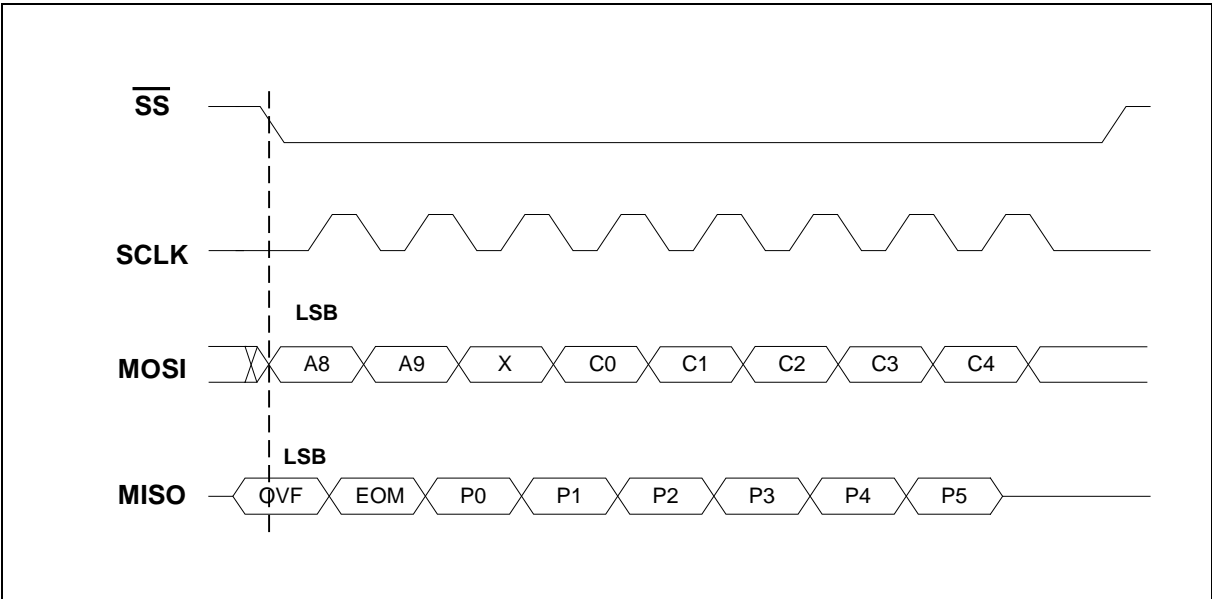 SS
SCLK
LSB
MOSI A8 A9 X C0 C1 C2 C3 C4
LSB
MISO OVF EOM P0 P1 P2 P3 P4 P5